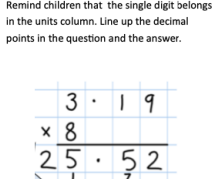 Remind children that the single digit belongs
in the units column. Line up the decimal
points in the question and the answer.
3 . 1 9
x 8
2 5 . 5 2